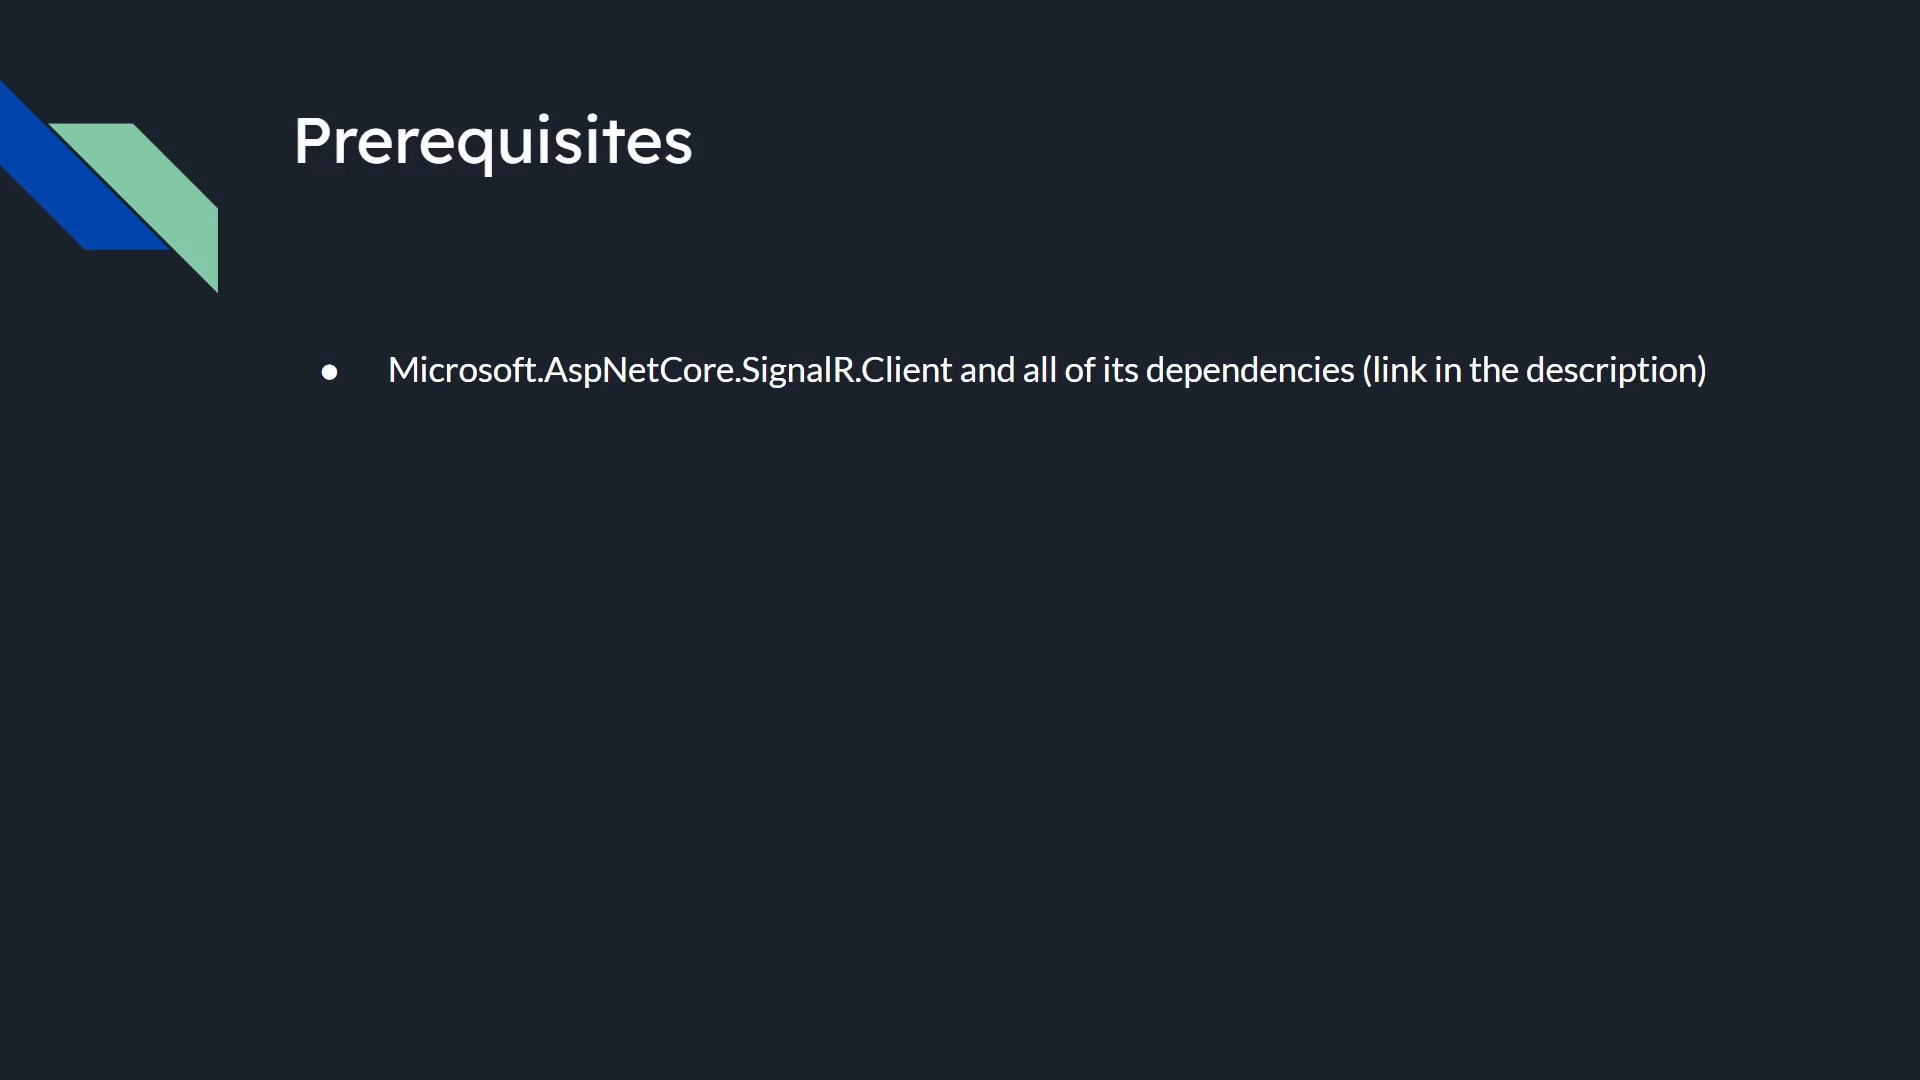 Prerequisites
● Microsoft.AspNetCore.SignalR.Client and all of its dependencies (link in the description)